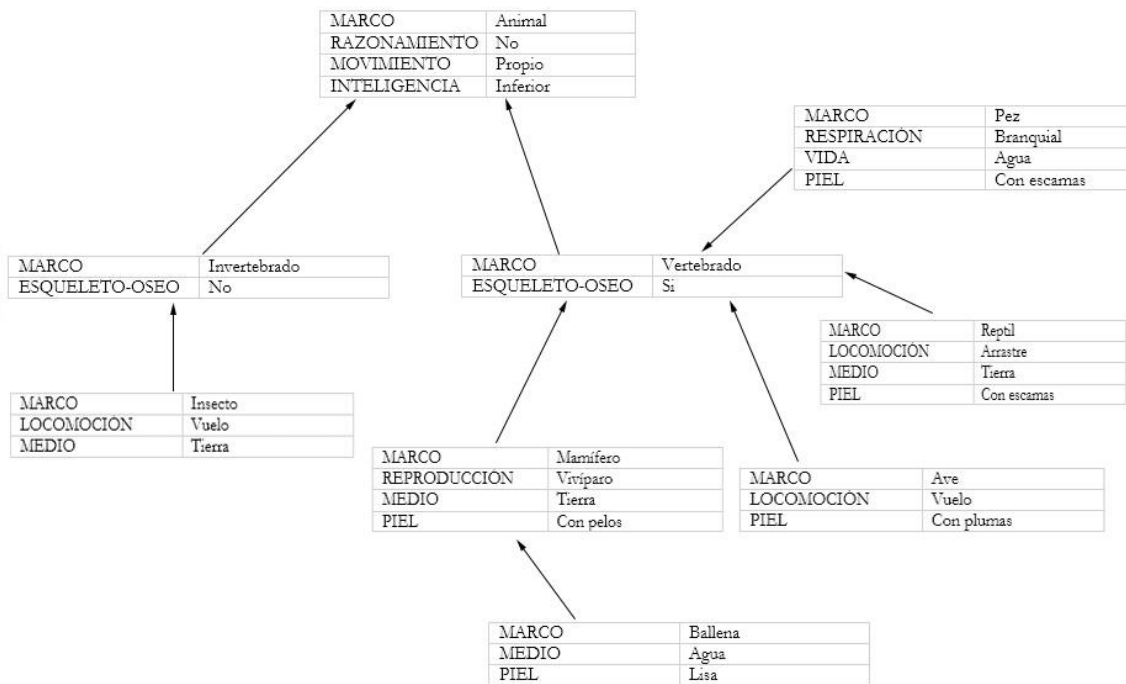 MARCO Animal
RAZONAMIENTO No
MOVIMIENTO Propio
INTELIGENCIA Inferior
MARCO Pez
RESPIRACIÓN Branquial
VIDA Agua
PIEL Con escamas
MARCO Invertebrado
ESQUELETO-OSEO No
MARCO Vertebrado
ESQUELETO-OSEO Si
MARCO Reptil
LOCOMOCIÓN Arrastre
MEDIO Tierra
PIEL Con escamas
MARCO Insecto
LOCOMOCIÓN Vuelo
MEDIO Tierra
MARCO Mamífero
REPRODUCCIÓN Vivíparo
MEDIO Tierra
PIEL Con pelos
MARCO Ave
LOCOMOCIÓN Vuelo
PIEL Con plumas
MARCO Ballena
MEDIO Agua
PIEL Lisa